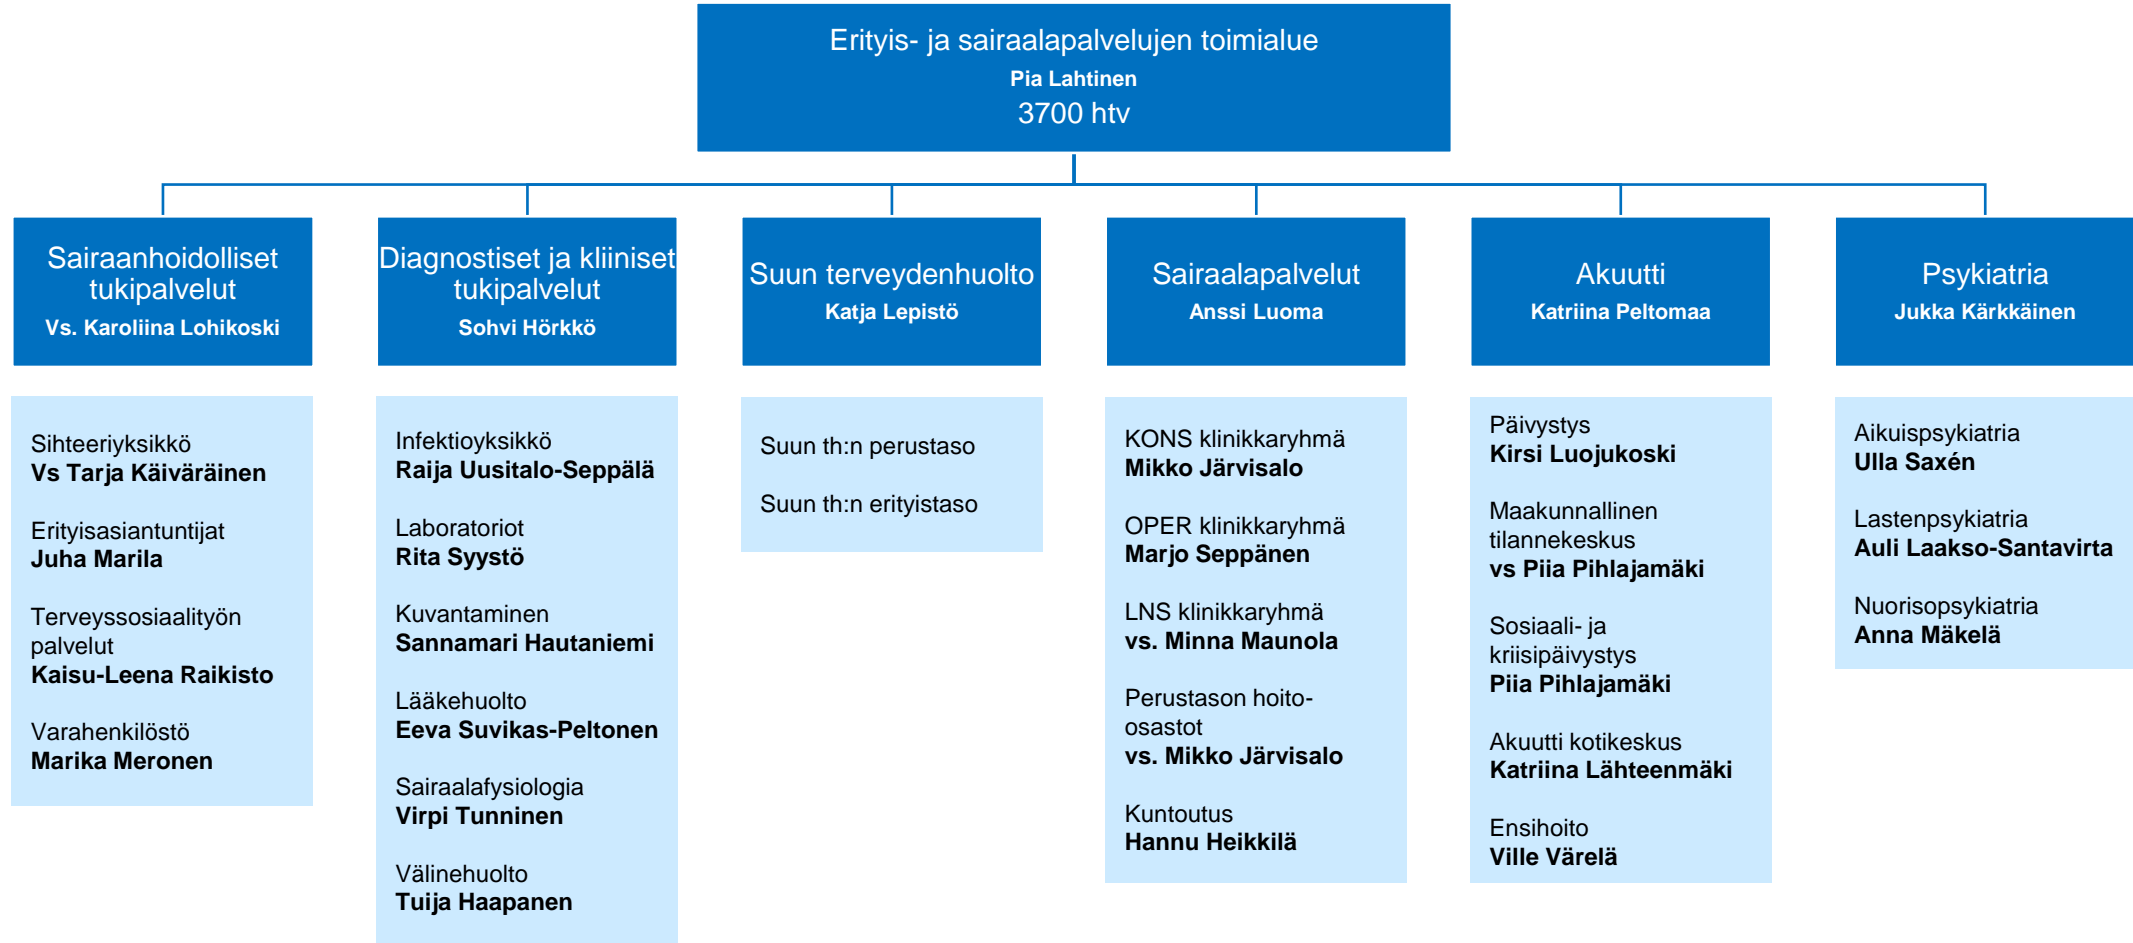 Erityis- ja sairaalapalvelujen toimialue
Pia Lahtinen
3700 htv
Sairaanhoidolliset
tukipalvelut
Vs. Karoliina Lohikoski
Sihteeriyksikkö
Vs Tarja Käiväräinen
Erityisasiantuntijat
Juha Marila
Terveyssosiaalityön
palvelut
Kaisu-Leena Raikisto
Varahenkilöstö
Marika Meronen
Diagnostiset ja kliiniset
tukipalvelut
Sohvi Hörkkö
Infektioyksikkö
Raija Uusitalo-Seppälä
Laboratoriot
Rita Syystö
Kuvantaminen
Sannamari Hautaniemi
Lääkehuolto
Eeva Suvikas-Peltonen
Sairaalafysiologia
Virpi Tunninen
Välinehuolto
Tuija Haapanen
Suun terveydenhuolto
Katja Lepistö
Suun th:n perustaso
Suun th:n erityistaso
Sairaalapalvelut
Anssi Luoma
KONS klinikkaryhmä
Mikko Järvisalo
OPER klinikkaryhmä
Marjo Seppänen
LNS klinikkaryhmä
vs. Minna Maunola
Perustason hoito-
osastot
vs. Mikko Järvisalo
Kuntoutus
Hannu Heikkilä
Akuutti
Katriina Peltomaa
Päivystys
Kirsi Luojukoski
Maakunnallinen
tilannekeskus
vs Piia Pihlajamäki
Sosiaali- ja
kriisipäivystys
Piia Pihlajamäki
Akuutti kotikeskus
Katriina Lähteenmäki
Ensihoito
Ville Värelä
Psykiatria
Jukka Kärkkäinen
Aikuispsykiatria
Ulla Saxén
Lastenpsykiatria
Auli Laakso-Santavirta
Nuorisopsykiatria
Anna Mäkelä